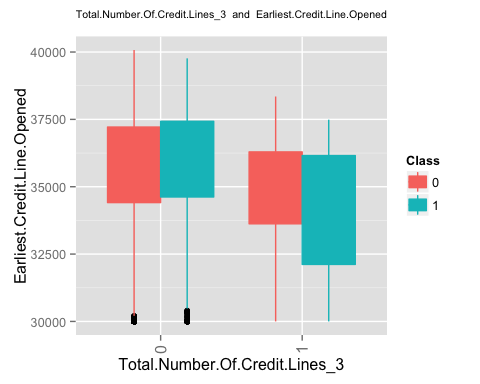 Total.Number.Of.Credit.Lines_3 and Earliest.Credit.Line.Opened
40000
37500
35000
32500
30000
Earliest.Credit.Line.Opened
0
1
Total.Number.Of.Credit.Lines_3
Class
0
1